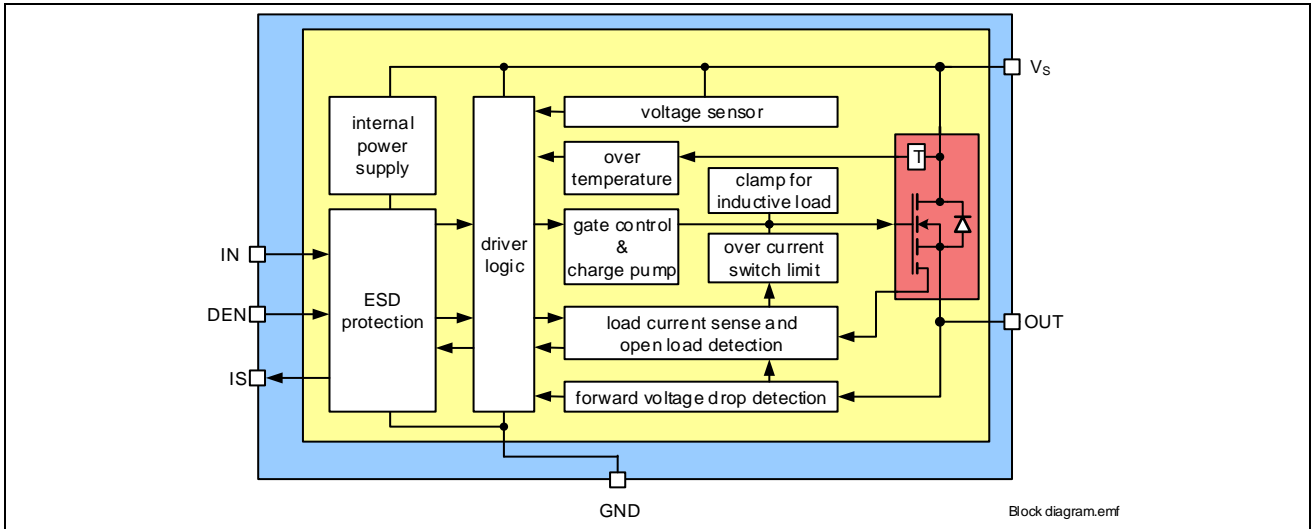 VS
voltage sensor
internal
power
supply
T
over
temperature
clamp for
inductive load
gate control
&
charge pump
driver
logic
over current
switch limit
IN
ESD
protection
DEN
load current sense and
open load detection
OUT
IS
forward voltage drop detection
GND
Block diagram.emf